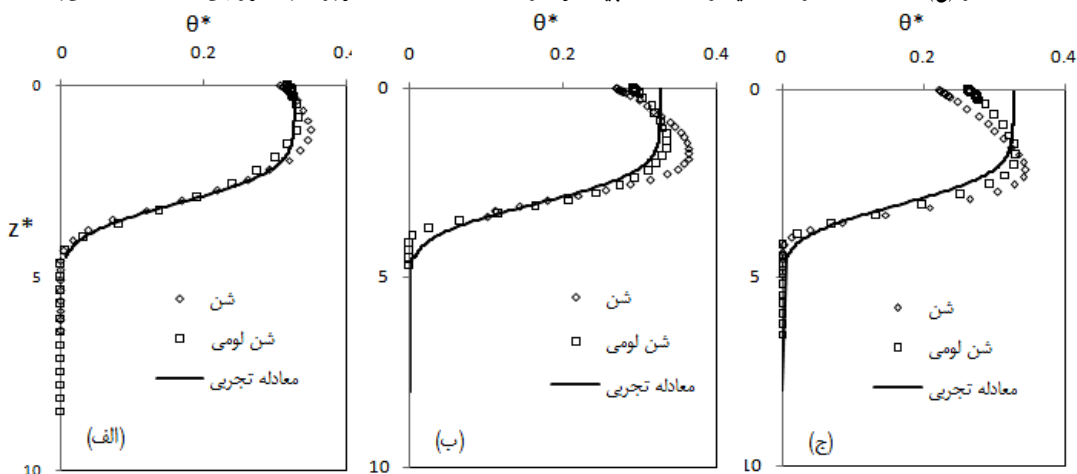 θ*
0
0.2
0.4
0
z*
5
10
شن
شن لومی
معادله تجربی
(الف)
θ*
0
0.2
0.4
0
5
10
شن
شن لومی
معادله تجربی
(ب)
θ*
0
0.2
0.4
0
5
10
شن
شن لومی
معادله تجربی
(ج)